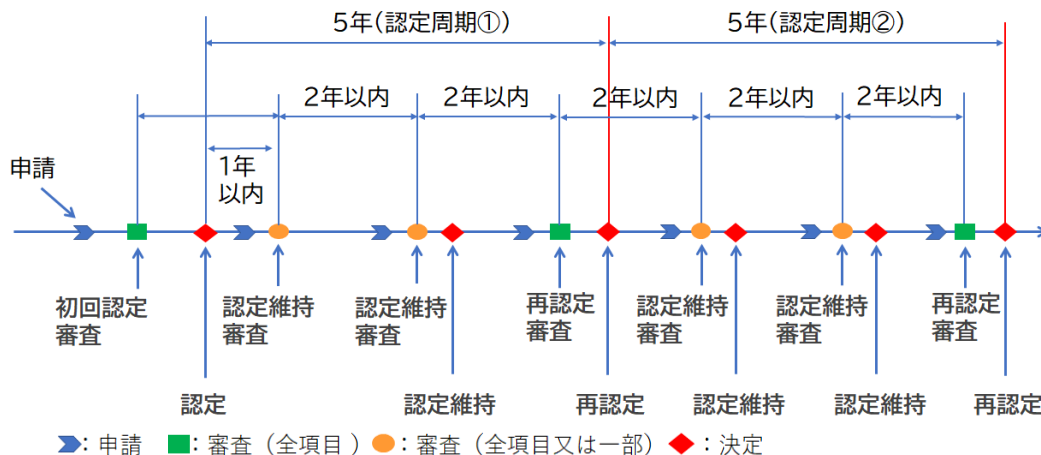 5年(認定周期①)
5年(認定周期②)
2年以内
2年以内
2年以内
2年以内
2年以内
申請
1年
以内
初回認定
審査
認定維持
審査
認定維持
審査
再認定
審査
認定維持
審査
認定維持
審査
再認定
審査
認定
認定維持
再認定
認定維持
認定維持
再認定
：申請
：審査（全項目 ）
：審査（全項目又は一部）
：決定